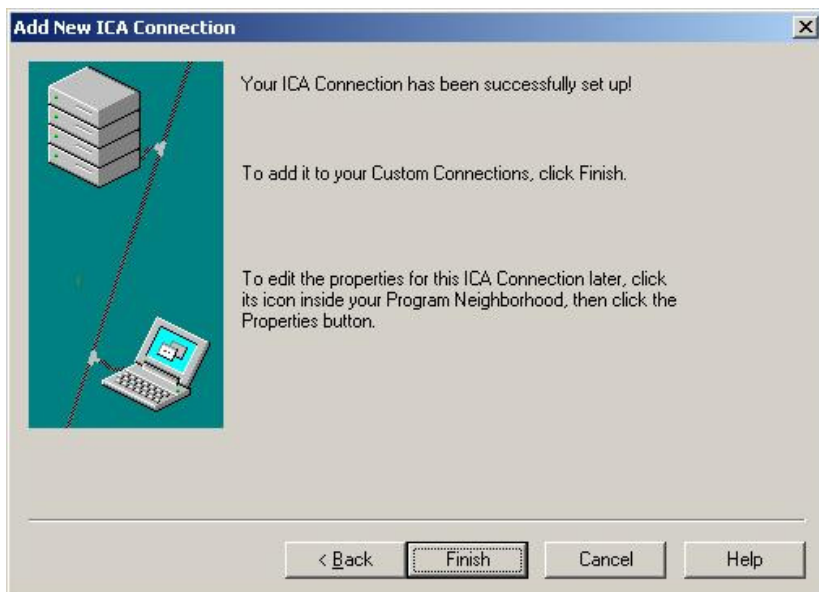 Add New ICA Connection
Your ICA Connection has been successfully set up!
To add it to your Custom Connections, click Finish.
To edit the properties for this ICA Connection later, click
its icon inside your Program Neighborhood, then click the
Properties button.
< Back Finish Cancel Help